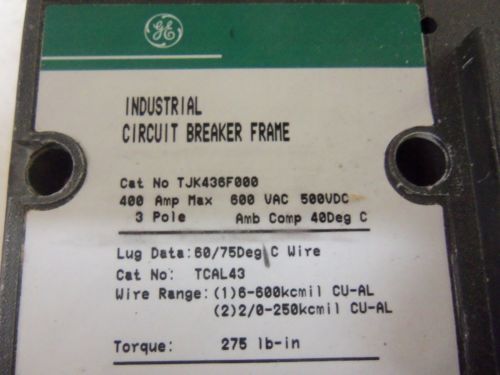 GE
INDUSTRIAL
CIRCUIT BREAKER FRAME
Cat No TJK436F000
400 Amp Max 600 VAC 500VDC
3 Pole Amb Comp 40Deg C
Lug Data: 60/75Deg C Wire
Cat No: TCAL43
Wire Range: (1)6-600kcmil CU-AL
(2)2/0-250kcmil CU-AL
Torque: 275 lb-in